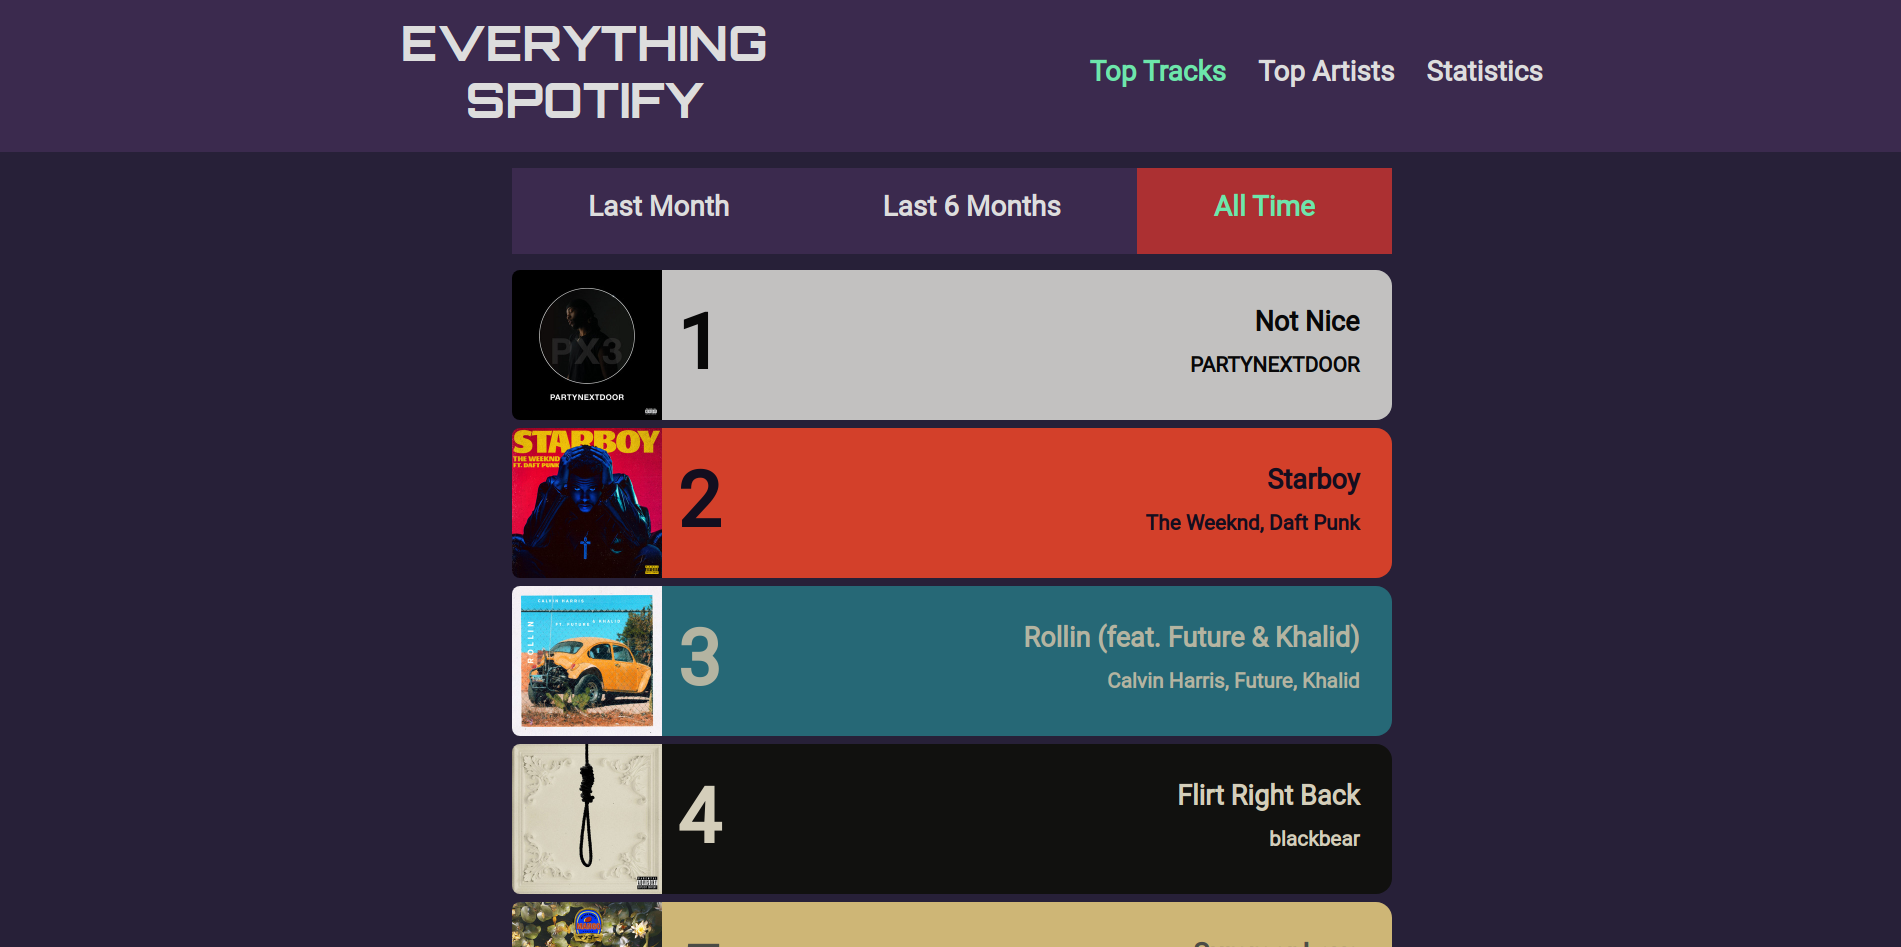 EVERYTHING
SPOTIFY
Top Tracks Top Artists Statistics
Last Month Last 6 Months All Time
PX3
PARTYNEXTDOOR
1
Not Nice
PARTYNEXTDOOR
STARBOY
THE WEEKND
FT. DAFT PUNK
2
Starboy
The Weeknd, Daft Punk
CALVIN HARRIS
FT. FUTURE & KHALID
ROLLIN
3
Rollin (feat. Future & Khalid)
Calvin Harris, Future, Khalid
4
Flirt Right Back
blackbear